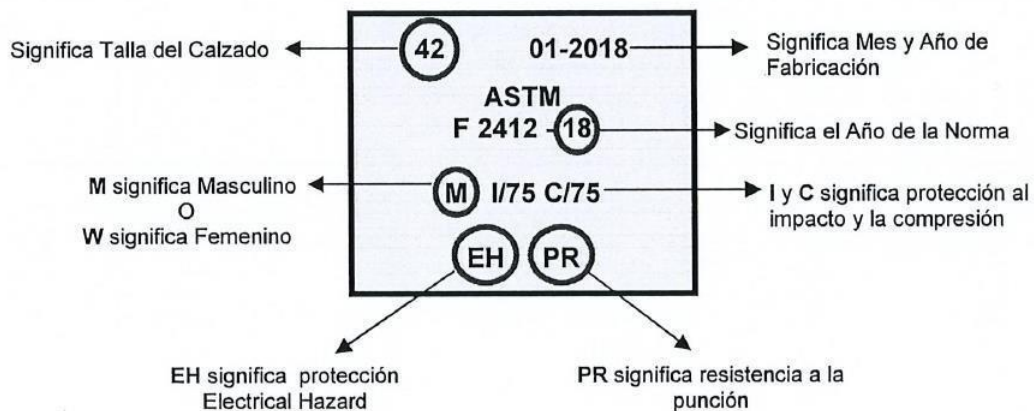 Significa Talla del Calzado
42
01-2018
Significa Mes y Año de
Fabricación
ASTM
F 2412 -18
Significa el Año de la Norma
M significa Masculino
O
W significa Femenino
M I/75 C/75
I y C significa protección al
impacto y la compresión
EH PR
EH significa protección
Electrical Hazard
PR significa resistencia a la
punción